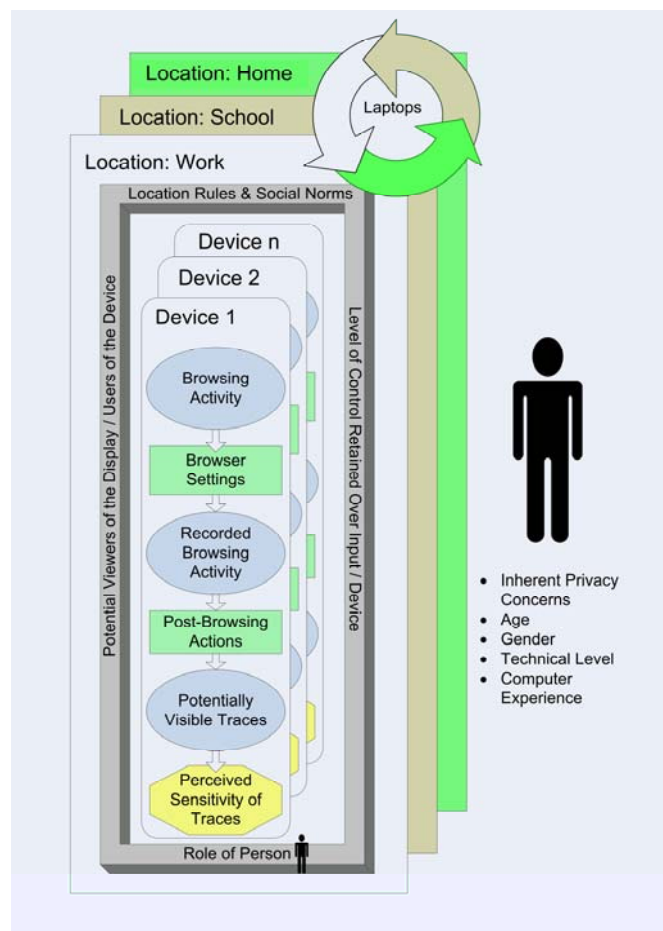 Location: Home
Laptops
Location: School
Location: Work
Location Rules & Social Norms
Potential Viewers of the Display / Users of the Device
Level of Control Retained Over Input / Device
Device n
Device 2
Device 1
Browsing
Activity
Browser
Settings
Recorded
Browsing
Activity
Post-Browsing
Actions
Potentially
Visible Traces
Perceived
Sensitivity of
Traces
Role of Person
• Inherent Privacy
Concerns
• Age
• Gender
• Technical Level
• Computer
Experience